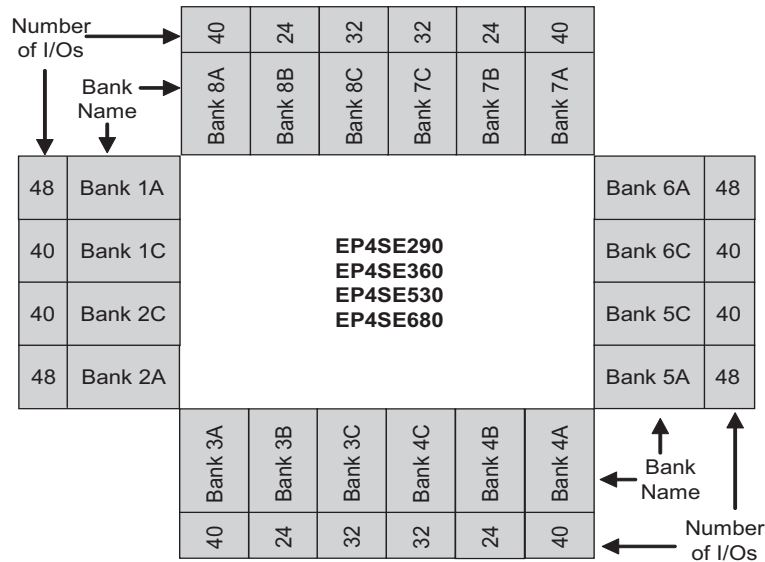 Number
of I/Os
40 24 32 32 24 40
Bank
Name
Bank 8A Bank 8B Bank 8C Bank 7C Bank 7B Bank 7A
48 Bank 1A
40 Bank 1C
40 Bank 2C
48 Bank 2A
EP4SE290
EP4SE360
EP4SE530
EP4SE680
Bank 6A 48
Bank 6C 40
Bank 5C 40
Bank 5A 48
Bank 3A Bank 3B Bank 3C Bank 4C Bank 4B Bank 4A
Bank
Name
40 24 32 32 24 40
Number
of I/Os